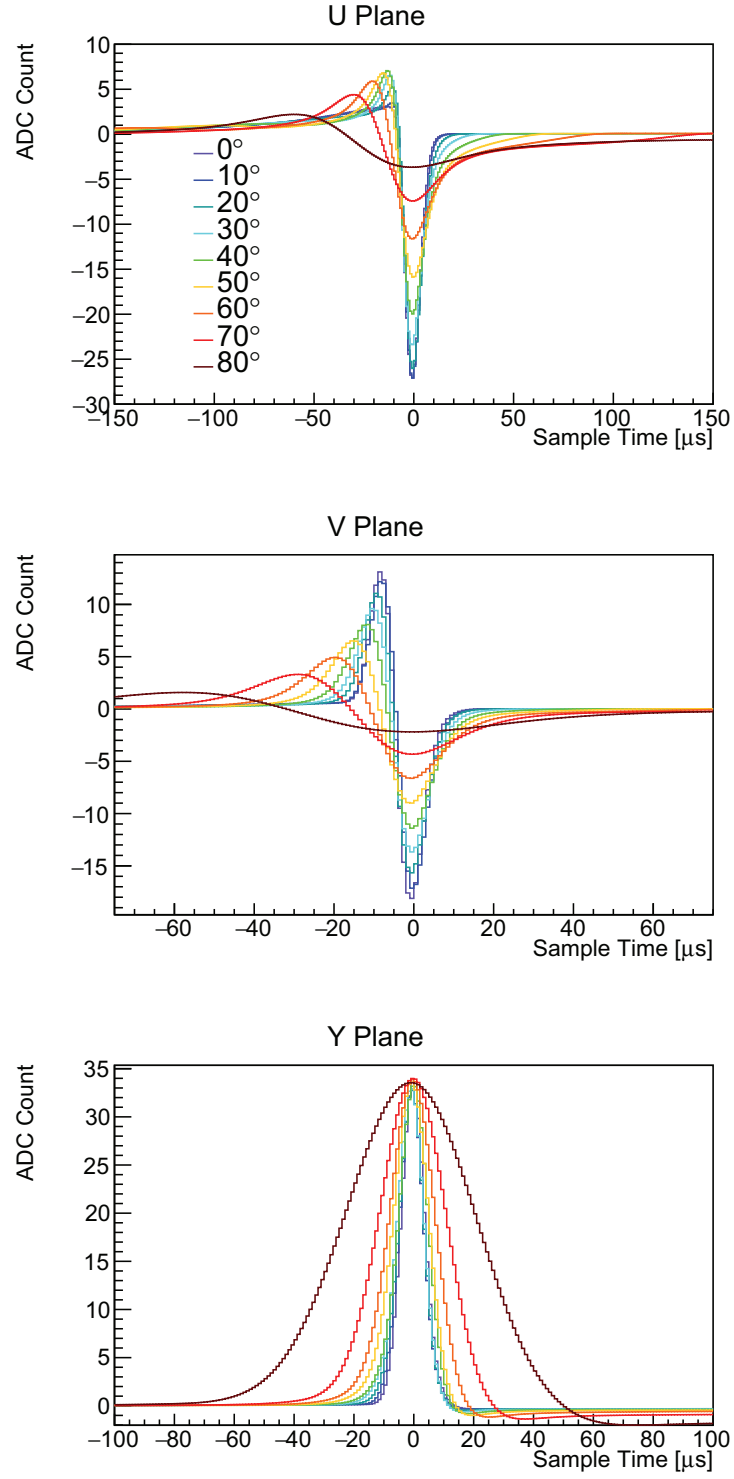 U Plane
ADC Count
10
5
0
−5
−10
−15
−20
−25
−30
0°
10°
20°
30°
40°
50°
60°
70°
80°
−150 −100 −50 0 50 100 150
Sample Time [μs]
V Plane
ADC Count
10
5
0
−5
−10
−15
−60 −40 −20 0 20 40 60
Sample Time [μs]
Y Plane
ADC Count
35
30
25
20
15
10
5
0
−100 −80 −60 −40 −20 0 20 40 60 80 100
Sample Time [μs]